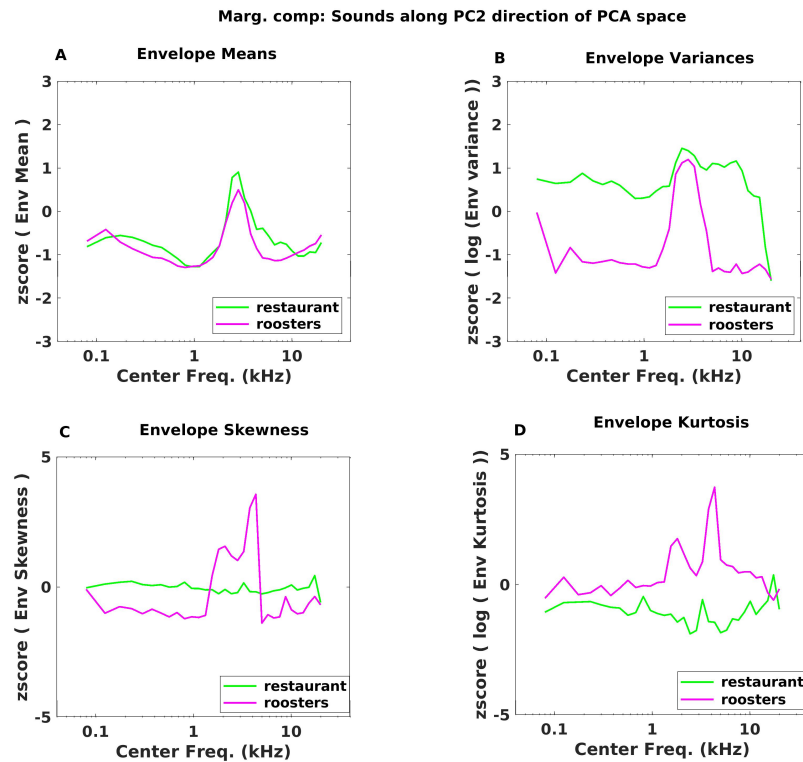 Marg. comp: Sounds along PC2 direction of PCA space
A
Envelope Means
zscore ( Env Mean )
3
2
1
0
-1
-2
-3
0.1
1
10
Center Freq. (kHz)
restaurant
roosters
B
Envelope Variances
zscore ( log (Env variance ))
3
2
1
0
-1
-2
-3
0.1
1
10
Center Freq. (kHz)
restaurant
roosters
C
Envelope Skewness
zscore ( Env Skewness )
5
0
-5
0.1
1
10
Center Freq. (kHz)
restaurant
roosters
D
Envelope Kurtosis
zscore ( log ( Env Kurtosis ))
5
0
-5
0.1
1
10
Center Freq. (kHz)
restaurant
roosters